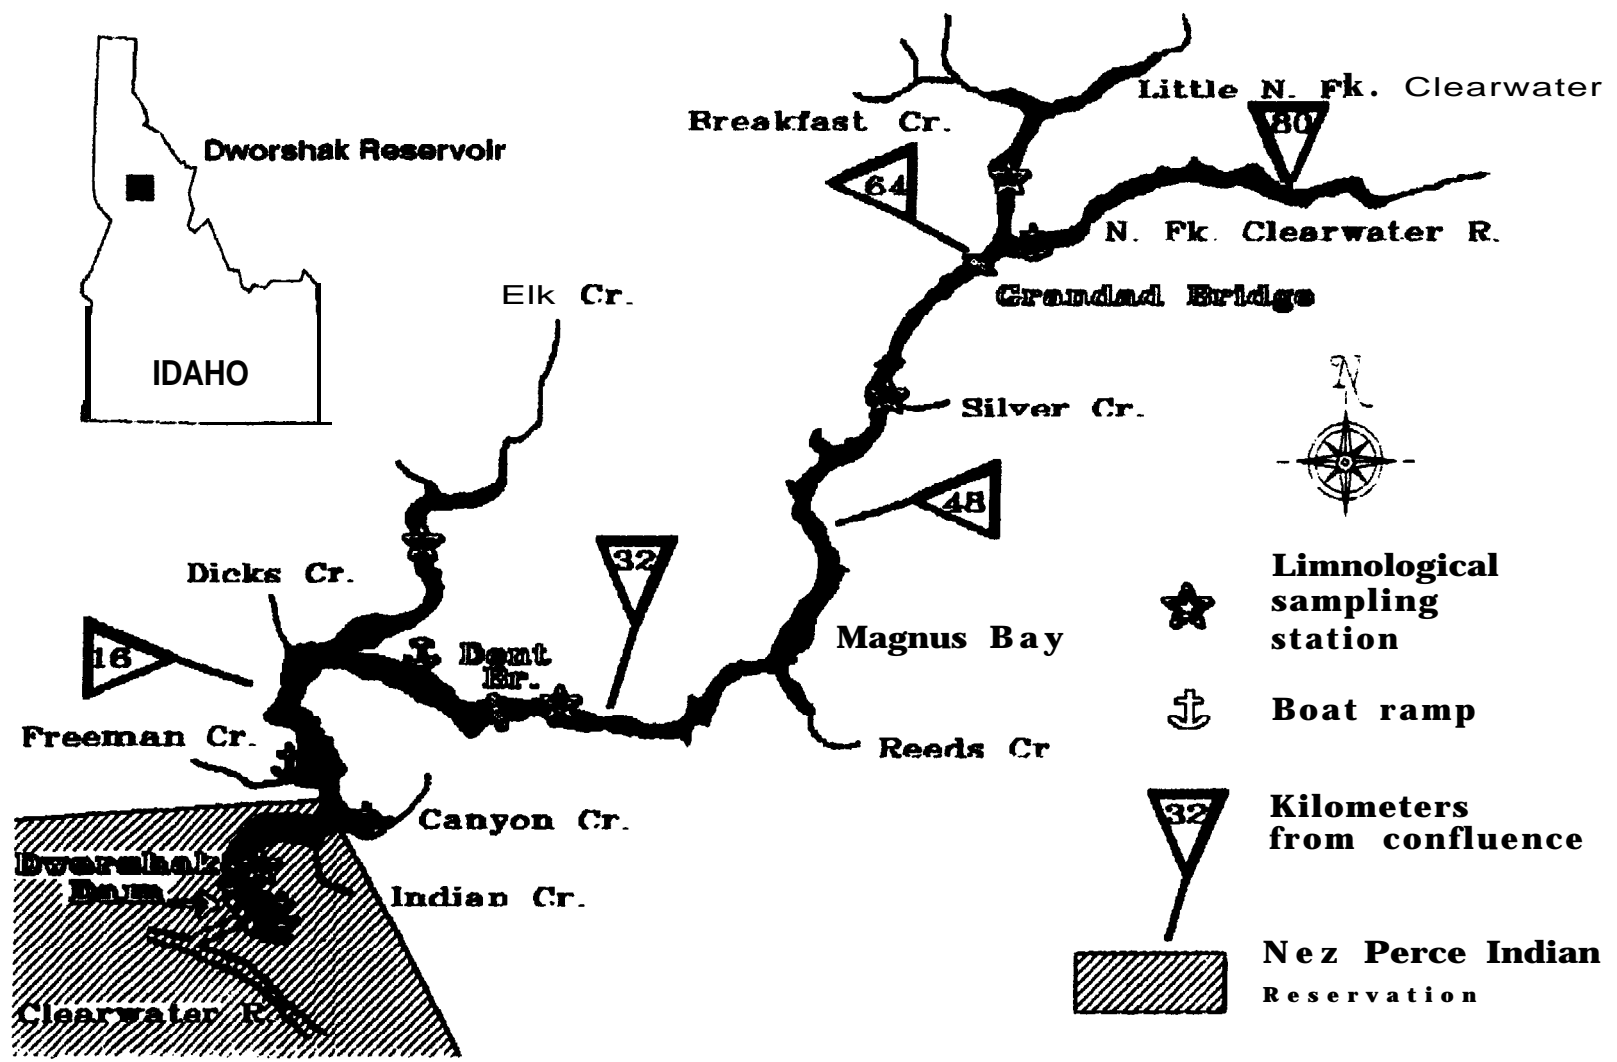 Little N. Fk. Clearwater
Breakfast Cr.
80
Dworshak Reservoir
64
N. Fk. Clearwater R.
Elk Cr.
Grandad Bridge
IDAHO
N
Silver Cr.
48
32
Dicks Cr.
Limnological
sampling
station
16
Magnus Bay
Dent
Br.
Boat ramp
Freeman Cr.
Reeds Cr
Canyon Cr.
32
Kilometers
from confluence
Dworshak
Dam
Indian Cr.
Nez Perce Indian
Reservation
Clearwater R.